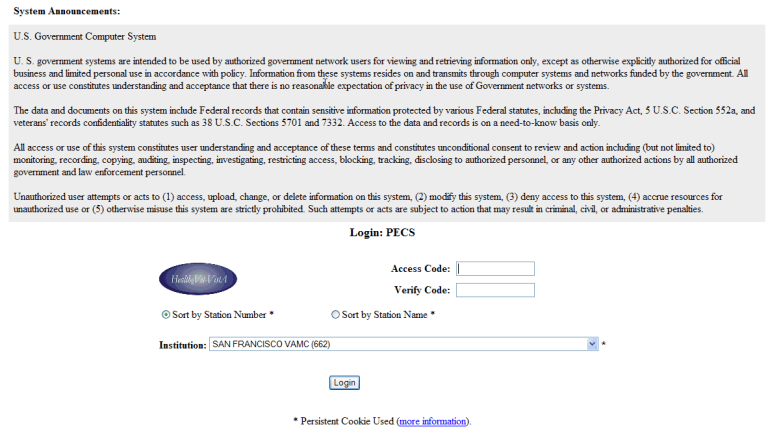 System Announcements:
U.S. Government Computer System
U. S. government systems are intended to be used by authorized government network users for viewing and retrieving information only, except as otherwise explicitly authorized for official
business and limited personal use in accordance with policy. Information from these systems resides on and transmits through computer systems and networks funded by the government. All
access or use constitutes understanding and acceptance that there is no reasonable expectation of privacy in the use of Government networks or systems.
The data and documents on this system include Federal records that contain sensitive information protected by various Federal statutes, including the Privacy Act, 5 U.S.C. Section 552a, and
veterans' records confidentiality statutes such as 38 U.S.C. Sections 5701 and 7332. Access to the data and records is on a need-to-know basis only.
All access or use of this system constitutes user understanding and acceptance of these terms and constitutes unconditional consent to review and action including (but not limited to)
monitoring, recording, copying, auditing, inspecting, investigating, restricting access, blocking, tracking, disclosing to authorized personnel, or any other authorized actions by all authorized
government and law enforcement personnel.
Unauthorized user attempts or acts to (1) access, upload, change, or delete information on this system, (2) modify this system, (3) deny access to this system, (4) accrue resources for
unauthorized use or (5) otherwise misuse this system are strictly prohibited. Such attempts or acts are subject to action that may result in criminal, civil, or administrative penalties.
Login: PECS
HealtheVet VistA
Access Code:
Verify Code:
Sort by Station Number * Sort by Station Name *
Institution: SAN FRANCISCO VAMC (662) *
Login
* Persistent Cookie Used (more information).